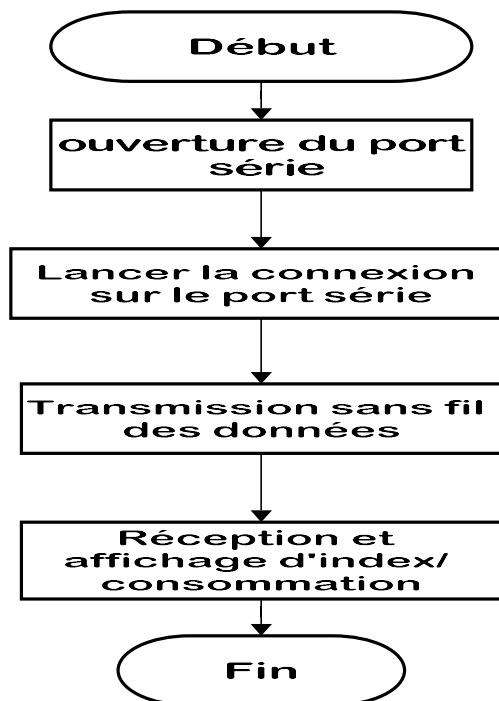 Début
ouverture du port
série
Lancer la connexion
sur le port série
Transmission sans fil
des données
Réception et
affichage d'index/
consommation
Fin